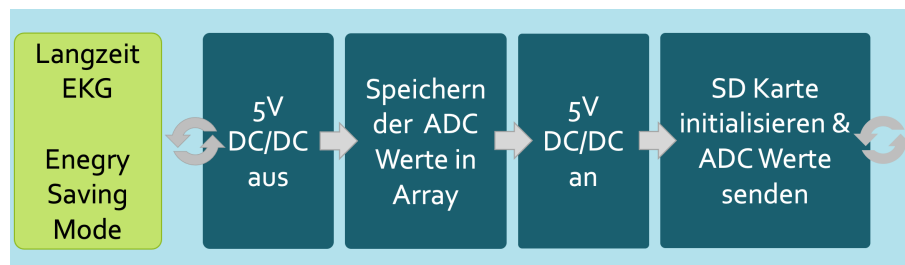 Langzeit
EKG
Enegry
Saving
Mode
5V
DC/DC
aus
Speichern
der ADC
Werte in
Array
5V
DC/DC
an
SD Karte
initialisieren &
ADC Werte
senden